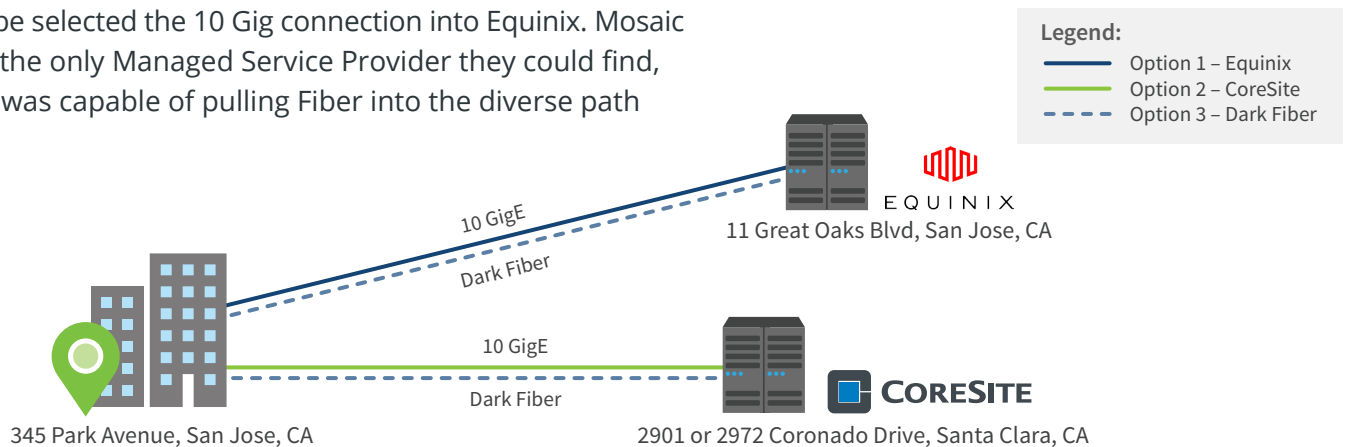 be selected the 10 Gig connection into Equinix. Mosaic
the only Managed Service Provider they could find,
was capable of pulling Fiber into the diverse path
Legend:
Option 1 – Equinix
Option 2 – CoreSite
Option 3 – Dark Fiber
10 GigE
Dark Fiber
EQUINIX
11 Great Oaks Blvd, San Jose, CA
10 GigE
Dark Fiber
CORESITE
345 Park Avenue, San Jose, CA
2901 or 2972 Coronado Drive, Santa Clara, CA